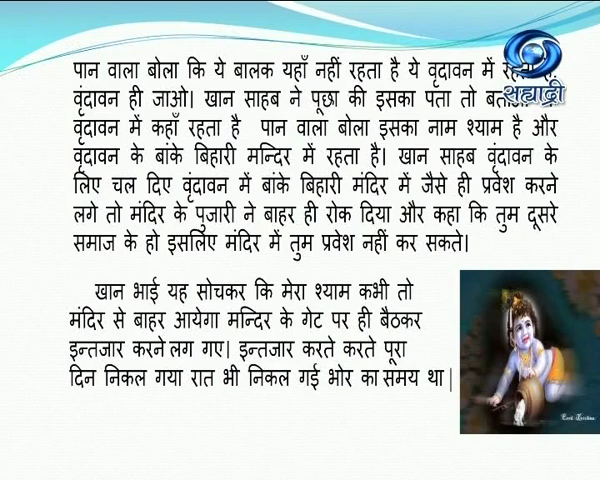 सह्याद्री
पान वाला बोला कि ये बालक यहाँ नहीं रहता है ये वृदावन में
वृंदावन ही जाओ। खान साहब ने पूछा की इसका पता तो
वृदावन में कहाँ रहता है पान वाला बोला इसका नाम श्याम है और
वृदावन के बांके बिहारी मन्दिर में रहता है। खान साहब वृंदावन के
लिए चल दिए वृंदावन में बांके बिहारी मंदिर में जैसे ही प्रवेश करने
लगे तो मंदिर के पुजारी ने बाहर ही रोक दिया और कहा कि तुम दूसरे
समाज के हो इसलिए मंदिर में तुम प्रवेश नहीं कर सकते।
खान भाई यह सोचकर कि मेरा श्याम कभी तो
मंदिर से बाहर आयेगा मन्दिर के गेट पर ही बैठकर
इन्तजार करने लग गए। इन्तजार करते करते पूरा
दिन निकल गया रात भी निकल गई भोर का समय था|